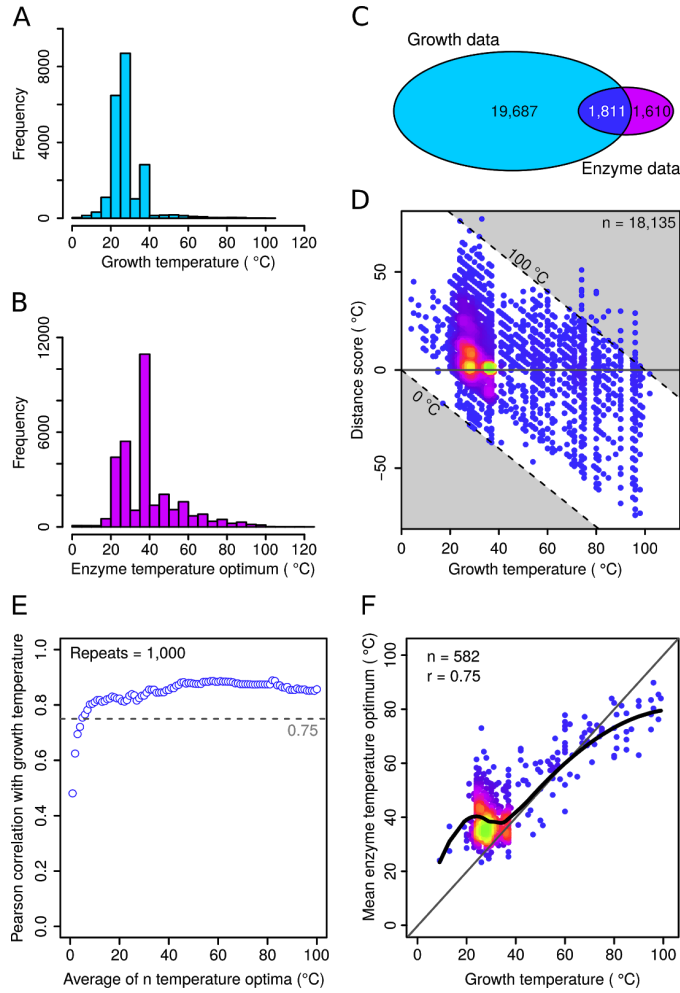 A
Frequency
0
4000
8000
0
20
40
60
80
100
120
Growth temperature ( °C)
B
Frequency
0
6000
12000
0
20
40
60
80
100
120
Enzyme temperature optimum ( °C)
C
Growth data
19,687
1,811
1,610
Enzyme data
D
n = 18,135
100 °C
0 °C
Distance score ( °C)
50
0
−50
0
20
40
60
80
100
Growth temperature ( °C)
E
Repeats = 1,000
0.75
Pearson correlation with growth temperature
0.0
0.2
0.4
0.6
0.8
1.0
0
20
40
60
80
100
Average of n temperature optima (°C)
F
n = 582
r = 0.75
Mean enzyme temperature optimum ( °C)
0
20
40
60
80
100
0
20
40
60
80
100
Growth temperature ( °C)